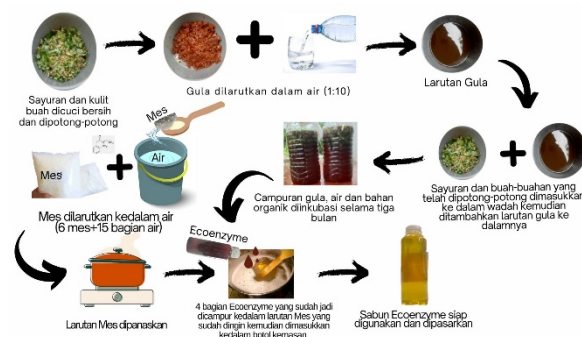 Sayuran dan kulit
buah dicuci bersih
dan dipotong-potong
Gula dilarutkan dalam air (1:10)
Larutan Gula
Sayuran dan buah-buahan yang
telah dipotong-potong dimasukkan
ke dalam wadah kemudian
ditambahkan larutan gula ke
dalamnya
Campuran gula, air dan bahan
organik diinkubasi selama tiga
bulan
Mes
Mes
Air
Mes dilarutkan kedalam air
(6 mes+15 bagian air)
Larutan Mes dipanaskan
Ecoenzyme
4 bagian Ecoenzyme yang sudah jadi
dicampur kedalam larutan Mes yang
sudah dingin kemudian dimasukkan
kedalam botol kemasan
Sabun Ecoenzyme siap
digunakan dan dipasarkan